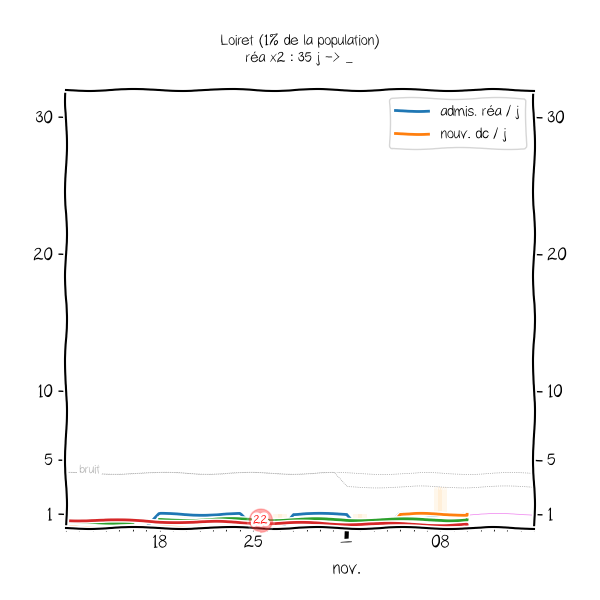 Loiret (1% de la population)
réa x2 : 35 j -> _
admis. réa / j
nouv. dc / j
30
30
20
20
10
10
5
5
bruit
1
22
1
18
25
08
nov.